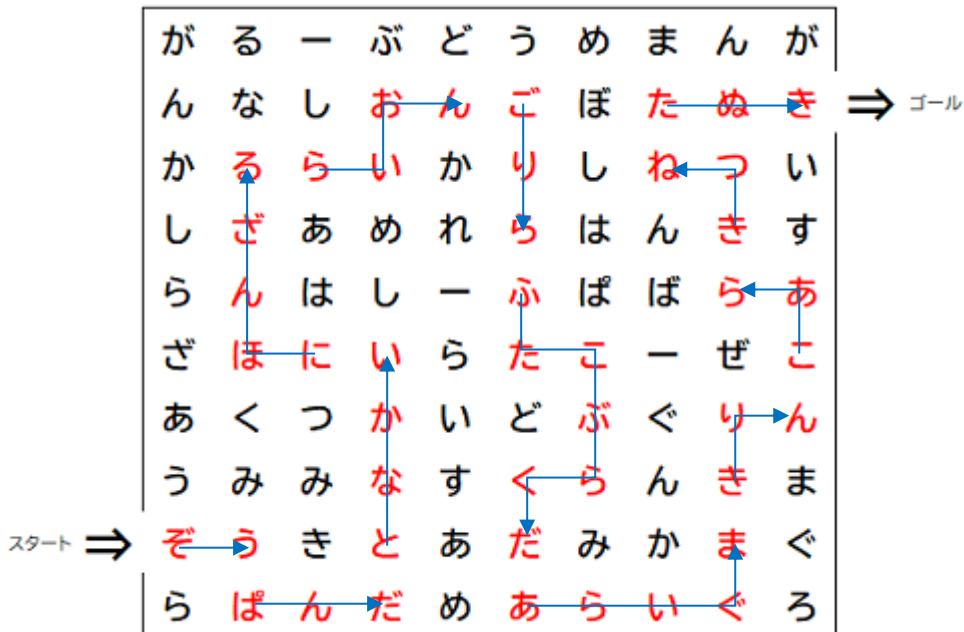 がるーぶどうめまんが
んなしおんごぼたぬき ⇒ ゴール
かるらいかりしねつい
しざあめれらはんきす
らんはしーふぱばらあ
ざほにいらたこーぜこ
あくつかいどぶぐりん
うみみなすくらんきま
スタート ⇒ ぞうきとあだみかまぐ
らぱんだめあらいぐろ